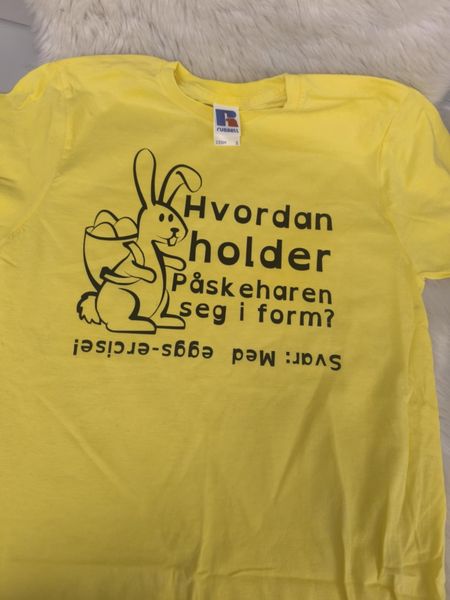 R
RUSSELL
Hvordan
holder
Påskeharen
seg i form?
Svar: Med eggs-ercise!